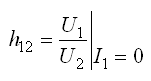 h₁₂ = U₁/U₂ | I₁ = 0